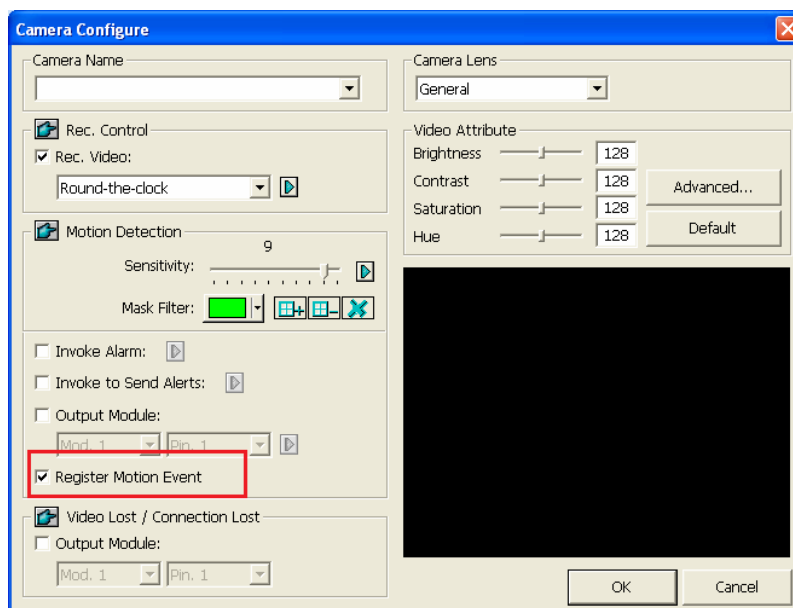 Camera Configure
Camera Name
Rec. Control
Rec. Video:
Round-the-clock
Motion Detection
9
Sensitivity:
Mask Filter:
Invoke Alarm:
Invoke to Send Alerts:
Output Module:
Mod. 1 Pin. 1
Register Motion Event
Video Lost / Connection Lost
Output Module:
Mod. 1 Pin. 1
Camera Lens
General
Video Attribute
Brightness 128
Contrast 128
Saturation 128
Hue 128
Advanced...
Default
OK Cancel